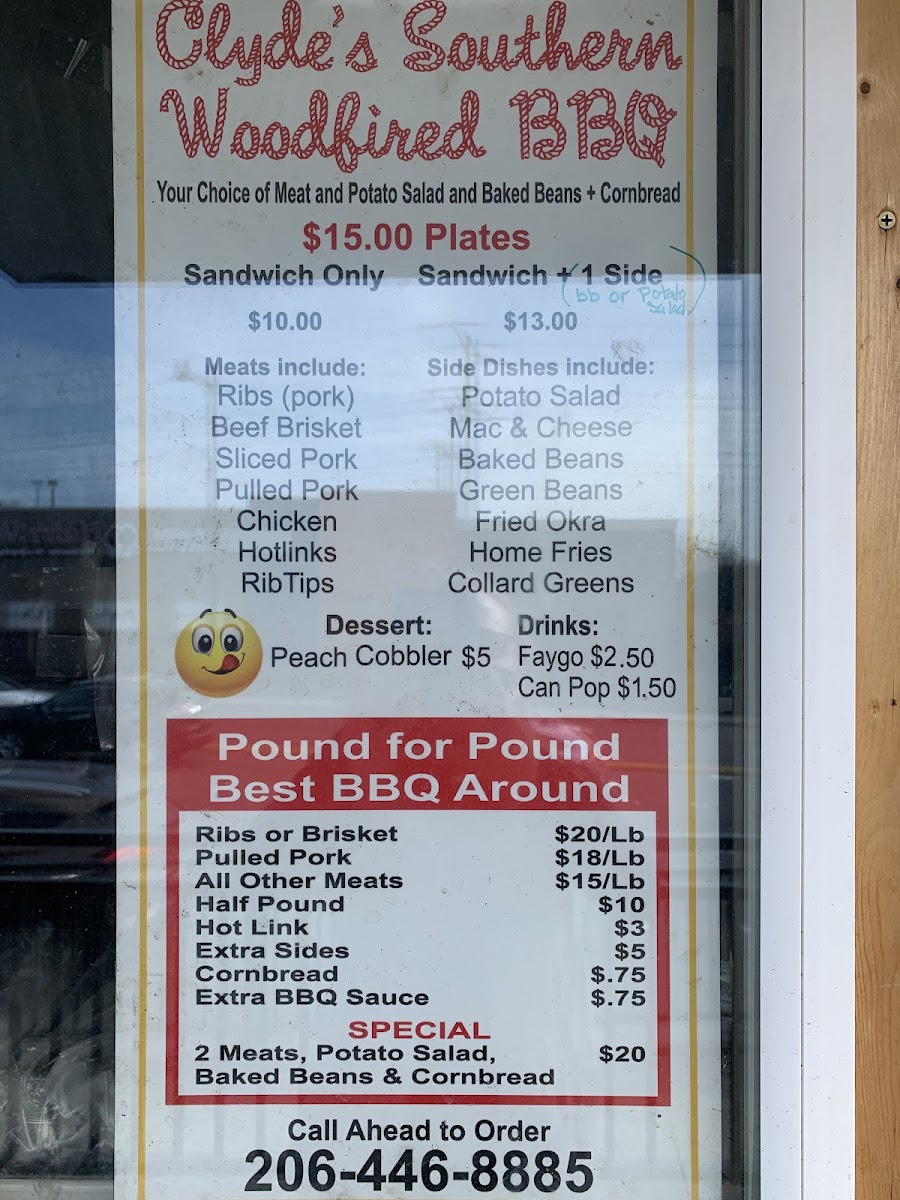 Clyde's Southern
Woodfired BBQ
Your Choice of Meat and Potato Salad and Baked Beans + Cornbread
$15.00 Plates
Sandwich Only Sandwich + 1 Side
(bb or Potato
Salad)
$10.00 $13.00
Meats include: Side Dishes include:
Ribs (pork) Potato Salad
Beef Brisket Mac & Cheese
Sliced Pork Baked Beans
Pulled Pork Green Beans
Chicken Fried Okra
Hotlinks Home Fries
RibTips Collard Greens
Dessert: Drinks:
Peach Cobbler $5 Faygo $2.50
Can Pop $1.50
Pound for Pound
Best BBQ Around
Ribs or Brisket $20/Lb
Pulled Pork $18/Lb
All Other Meats $15/Lb
Half Pound $10
Hot Link $3
Extra Sides $5
Cornbread $.75
Extra BBQ Sauce $.75
SPECIAL
2 Meats, Potato Salad, $20
Baked Beans & Cornbread
Call Ahead to Order
206-446-8885